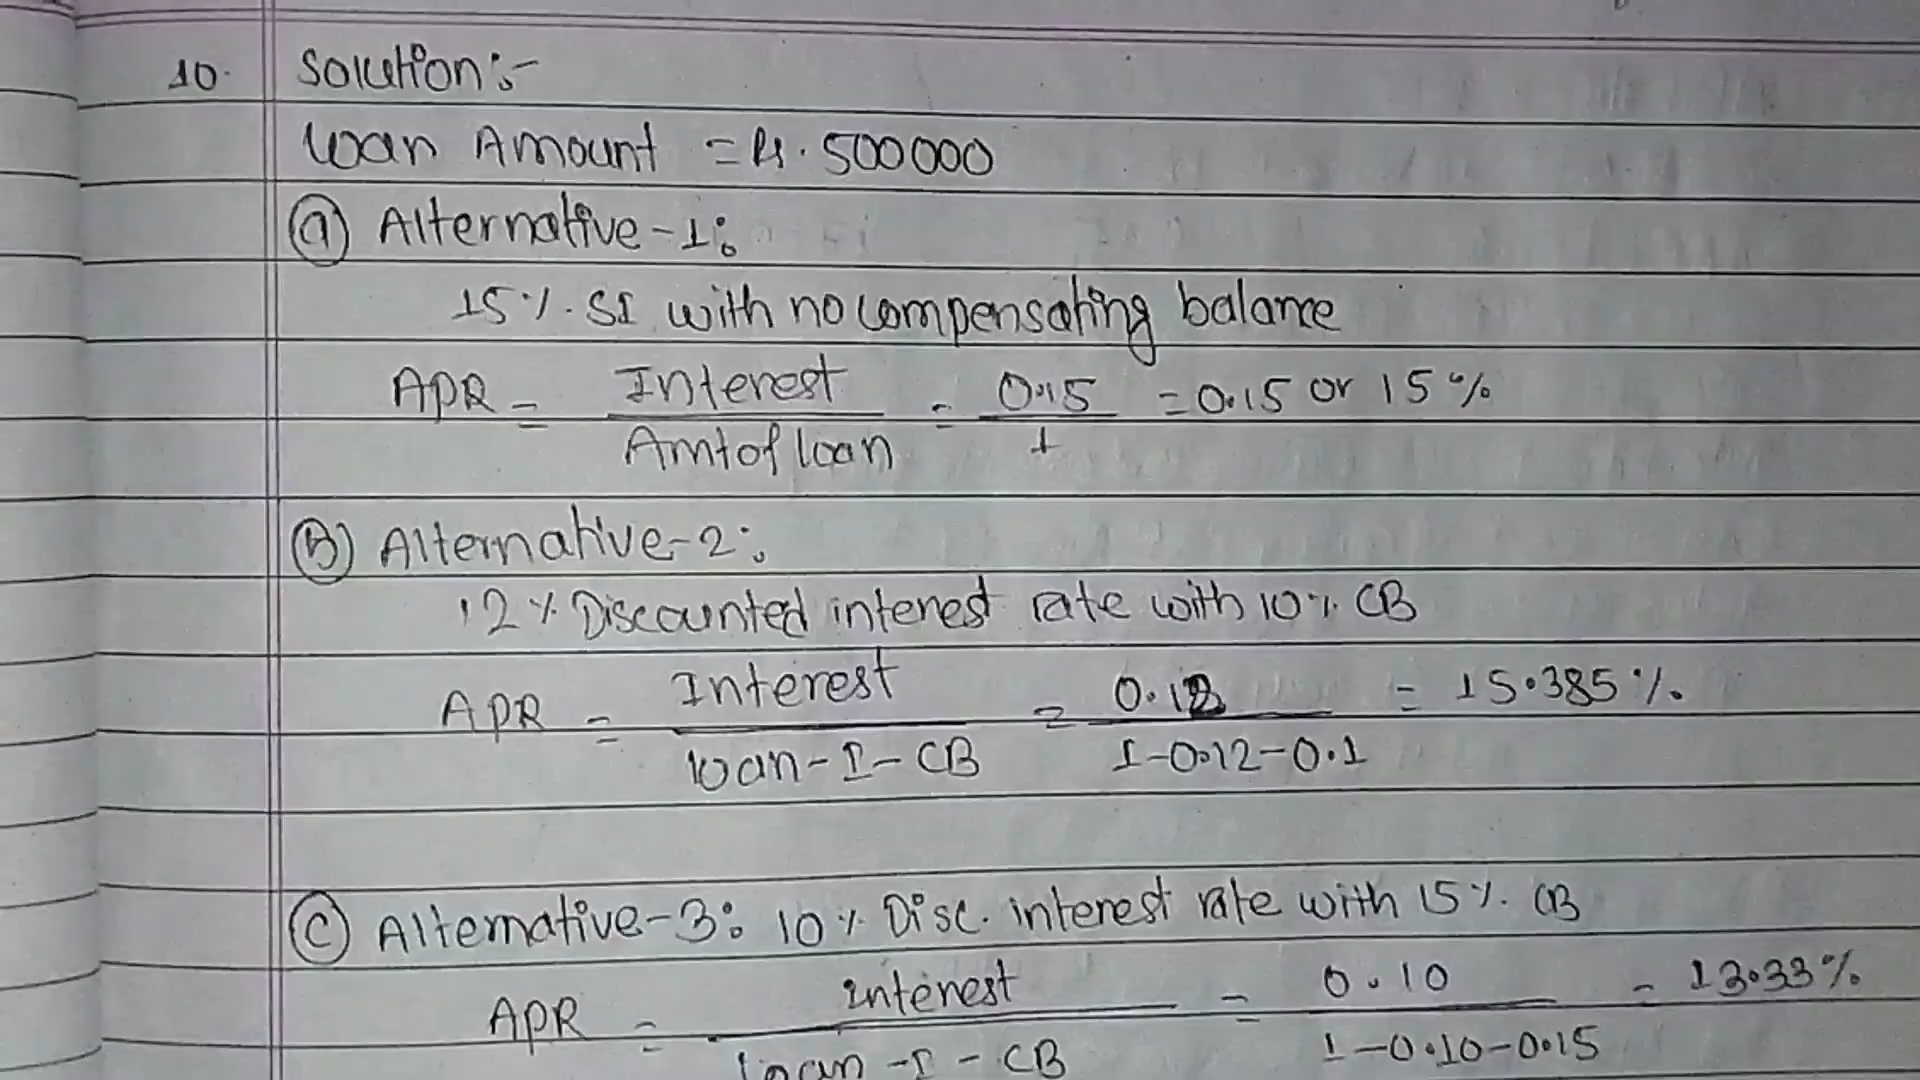 10. Solution:-
Loan Amount = Rs. 500000
(a) Alternative-1:
15%. SI with no compensating balance
APR = Interest / Amt of loan = 0.15 / 1 = 0.15 or 15%
(B) Alternative-2:
12% Discounted interest rate with 10% CB
APR = Interest / Loan-I-CB = 0.12 / 1-0.12-0.1 = 15.385%
(C) Alternative-3: 10% Disc. interest rate with 15%. CB
APR = interest / Loan-I-CB = 0.10 / 1-0.10-0.15 = 13.33%